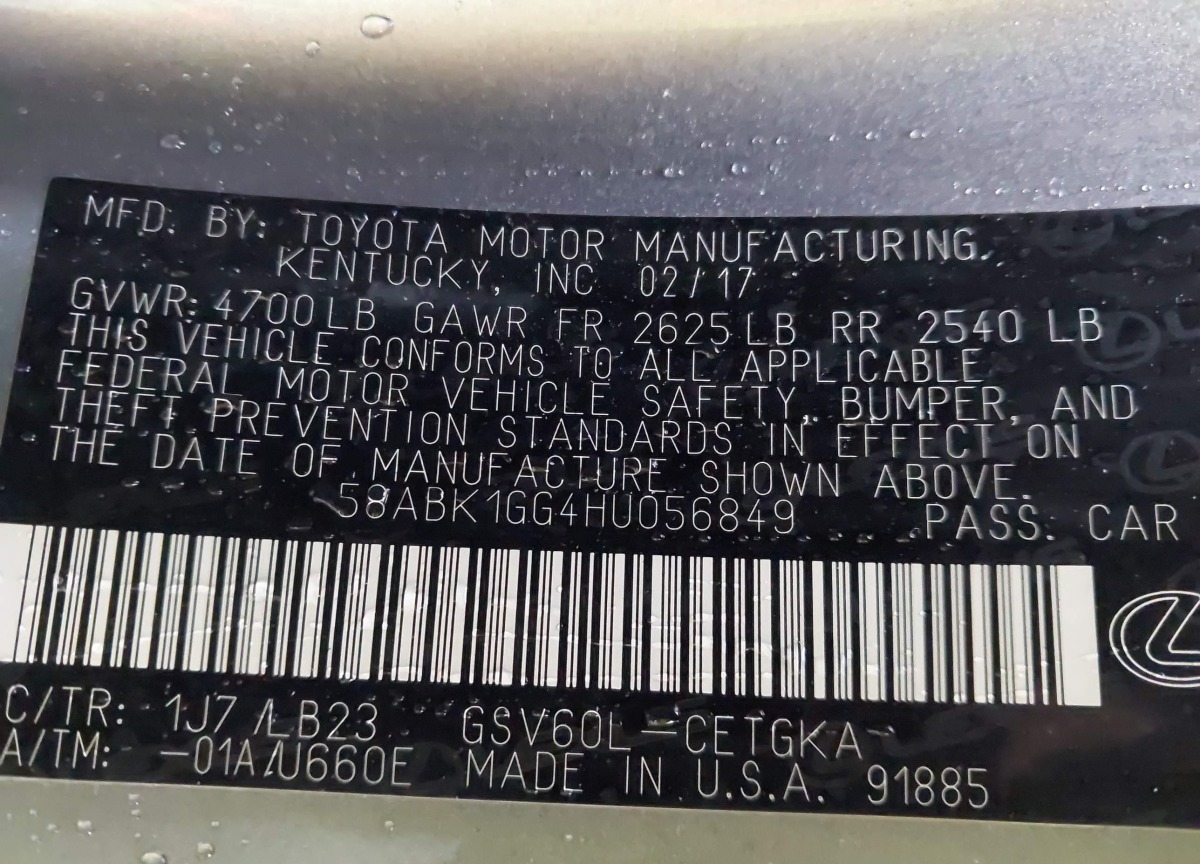 MFD. BY: TOYOTA MOTOR MANUFACTURING.
KENTUCKY, INC 02/17
GVWR: 4700LB GAWR FR 2625LB RR 2540 LB
THIS VEHICLE CONFORMS TO ALL APPLICABLE
FEDERAL MOTOR VEHICLE SAFETY, BUMPER, AND
THEFT PREVENTION STANDARDS IN EFFECT ON
THE DATE OF MANUFACTURE SHOWN ABOVE.
58ABK1GG4HU056849 PASS. CAR
C/TR: 1J7/LB23 GSV60L-CETGKA
A/TM: -01A/U660E MADE IN U.S.A. 91885